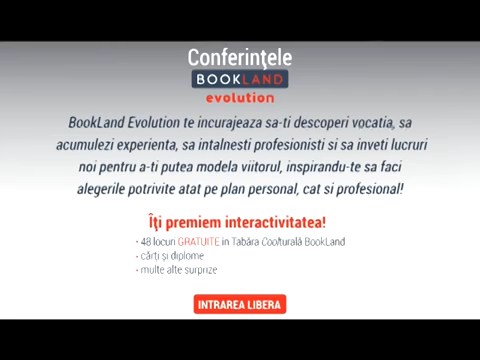 Conferințele
BOOKLAND
evolution
BookLand Evolution te incurajeaza sa-ti descoperi vocatia, sa
acumulezi experienta, sa intalnesti profesionisti si sa inveti lucruri
noi pentru a-ti putea modela viitorul, inspirandu-te sa faci
alegerile potrivite atat pe plan personal, cat si profesional!
Îţi premiem interactivitatea!
• 48 locuri GRATUITE în Tabăra Coolturală BookLand
• cărți și diplome
• multe alte surprize
INTRAREA LIBERA